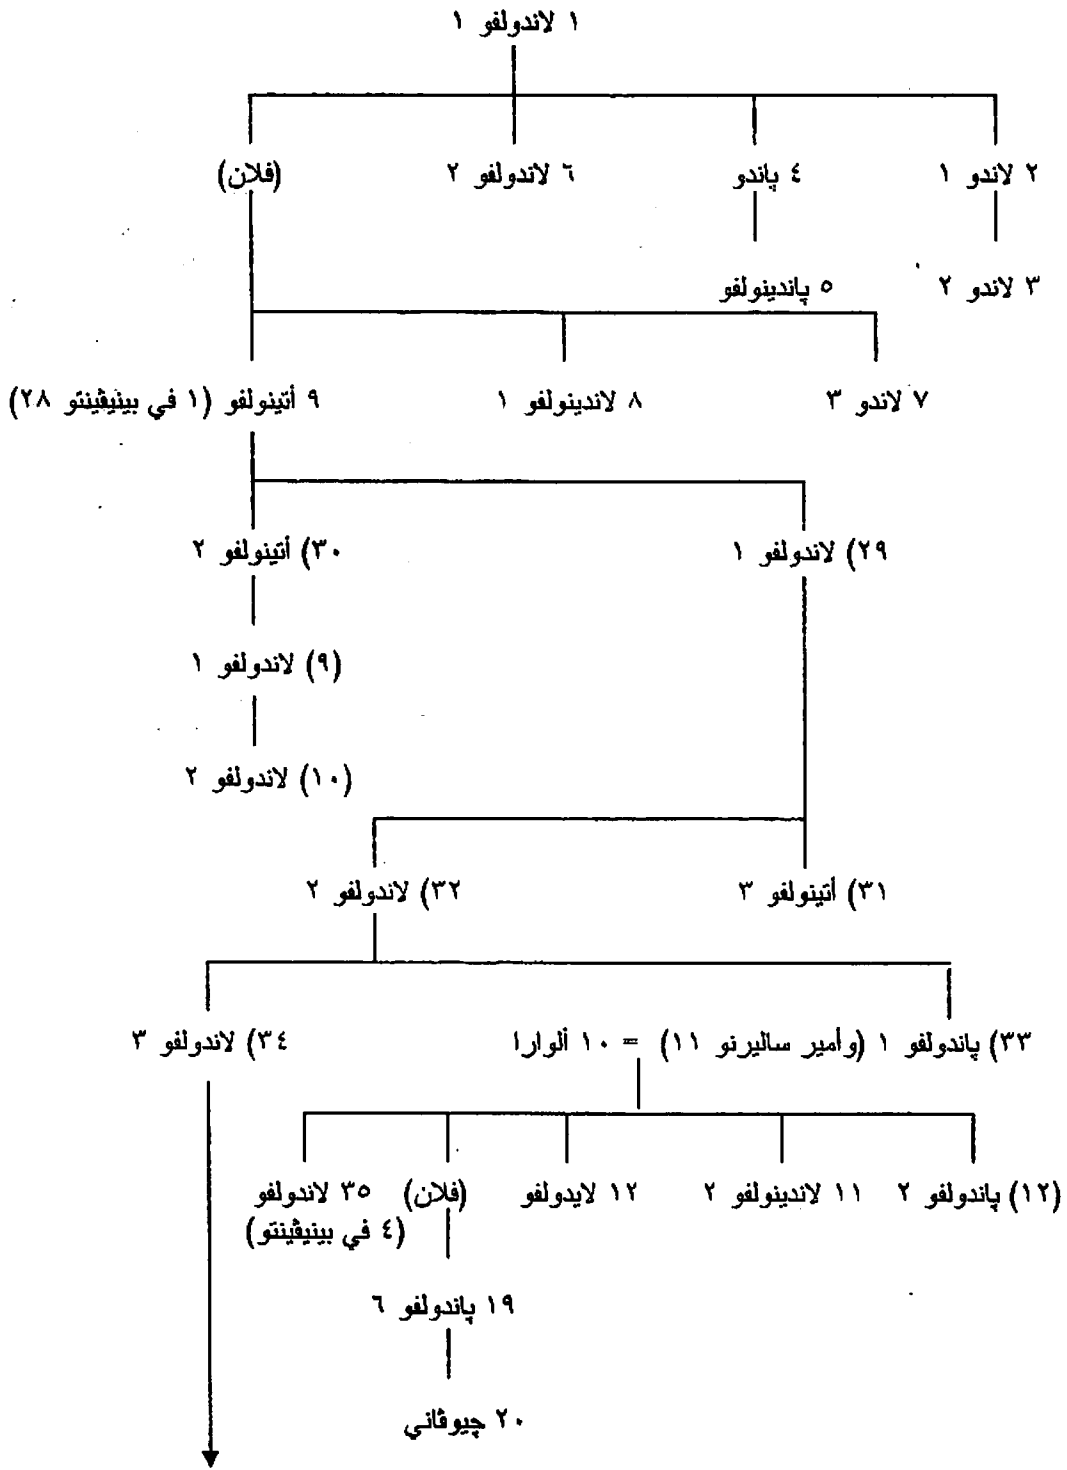 ١ لاندولفو ١
٢ لاندو ١ ٤ پاندو ٦ لاندولفو ٢ (فلان)
٣ لاندو ٢ ٥ پاندينولفو
٧ لاندو ٣ ٨ لاندينولفو ١ ٩ أتينولفو (١ في بينيڤينتو ٢٨)
٢٩) لاندولفو ١ ٣٠) أتينولفو ٢
(٩) لاندولفو ١
(١٠) لاندولفو ٢
٣١) أتينولفو ٣ ٣٢) لاندولفو ٢
٣٣) پاندولفو ١ (وأمير ساليرنو ١١) = ١٠ ألوارا ٣٤) لاندولفو ٣
(١٢) پاندولفو ٢ ١١ لاندينولفو ٢ ١٢ لايدولفو (فلان) ٣٥ لاندولفو
(٤ في بينيڤينتو)
١٩ پاندولفو ٦
٢٠ چيوڤاني